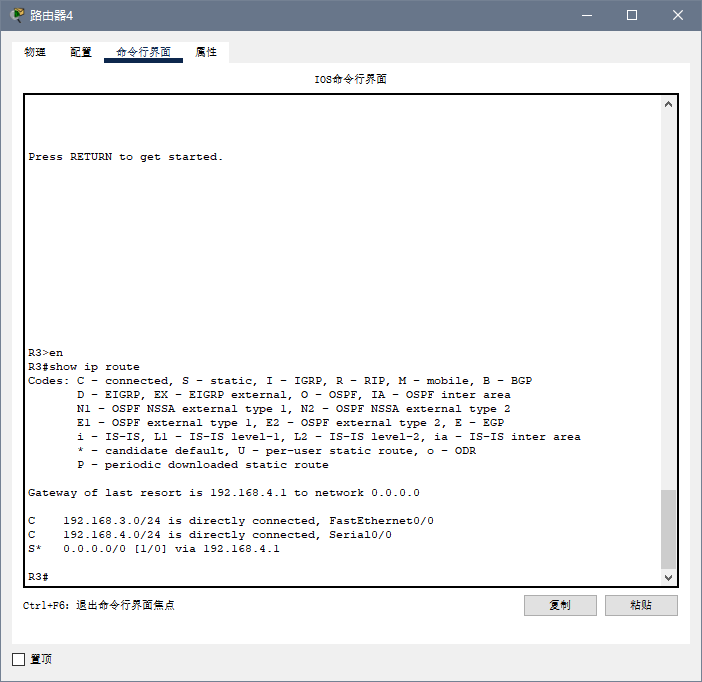 路由器4
物理 配置 命令行界面 属性
IOS命令行界面
Press RETURN to get started.
R3>en
R3#show ip route
Codes: C - connected, S - static, I - IGRP, R - RIP, M - mobile, B - BGP
D - EIGRP, EX - EIGRP external, O - OSPF, IA - OSPF inter area
N1 - OSPF NSSA external type 1, N2 - OSPF NSSA external type 2
E1 - OSPF external type 1, E2 - OSPF external type 2, E - EGP
i - IS-IS, L1 - IS-IS level-1, L2 - IS-IS level-2, ia - IS-IS inter area
* - candidate default, U - per-user static route, o - ODR
P - periodic downloaded static route
Gateway of last resort is 192.168.4.1 to network 0.0.0.0
C    192.168.3.0/24 is directly connected, FastEthernet0/0
C    192.168.4.0/24 is directly connected, Serial0/0
S*   0.0.0.0/0 [1/0] via 192.168.4.1
R3#
Ctrl+F6: 退出命令行界面焦点 复制 粘贴
置顶